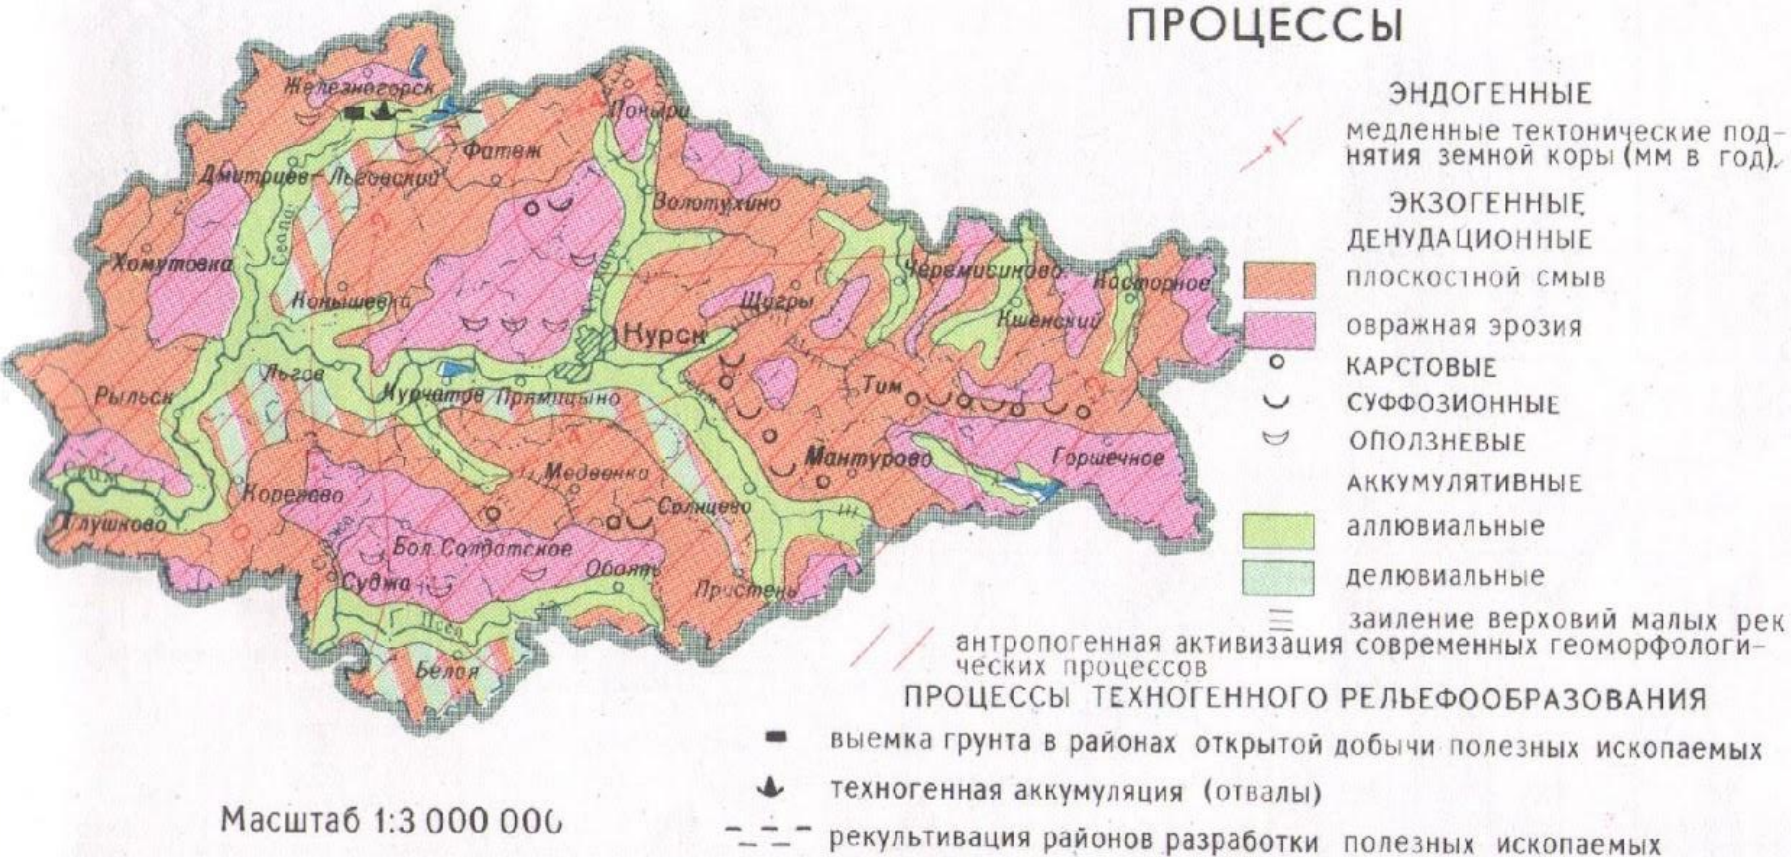 ПРОЦЕССЫ
ЭНДОГЕННЫЕ
медленные тектонические под-
нятия земной коры (мм в год).
ЭКЗОГЕННЫЕ
ДЕНУДАЦИОННЫЕ
плоскостной смыв
овражная эрозия
КАРСТОВЫЕ
СУФФОЗИОННЫЕ
ОПОЛЗНЕВЫЕ
АККУМУЛЯТИВНЫЕ
аллювиальные
делювиальные
заиление верховий малых рек
антропогенная активизация современных геоморфологи-
ческих процессов
ПРОЦЕССЫ ТЕХНОГЕННОГО РЕЛЬЕФООБРАЗОВАНИЯ
выемка грунта в районах открытой добычи полезных ископаемых
техногенная аккумуляция (отвалы)
рекультивация районов разработки полезных ископаемых
Масштаб 1:3 000 000
Железногорск
Поныри
Фатеж
Дмитриев-Льговский
Золотухино
Свапа
Хомутовка
Черемисиново
Касторное
Конышевка
Щигры
Кшенский
Курск
Льгов
Рыльск
Курчатов
Прямицыно
Тим
Сейм
Мантурово
Горшечное
Медвенка
Сейм
Коренево
Солнцево
Глушково
Бол. Солдатское
Суджа
Обоянь
Пристень
Псел
Белая